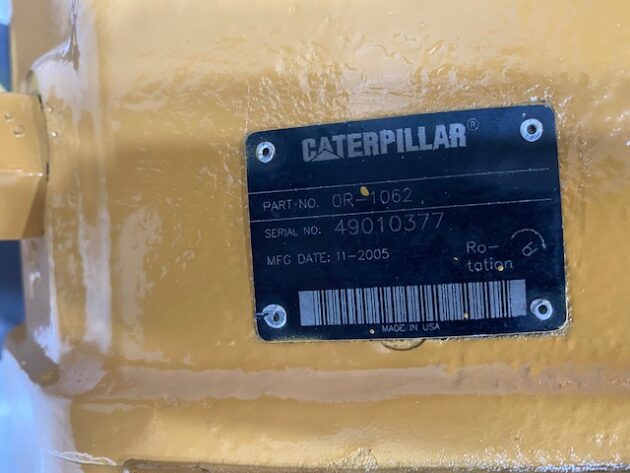 CATERPILLAR®
PART NO. 0R-1062
SERIAL NO: 49010377
MFG DATE: 11-2005
Ro-
tation
R
MADE IN USA